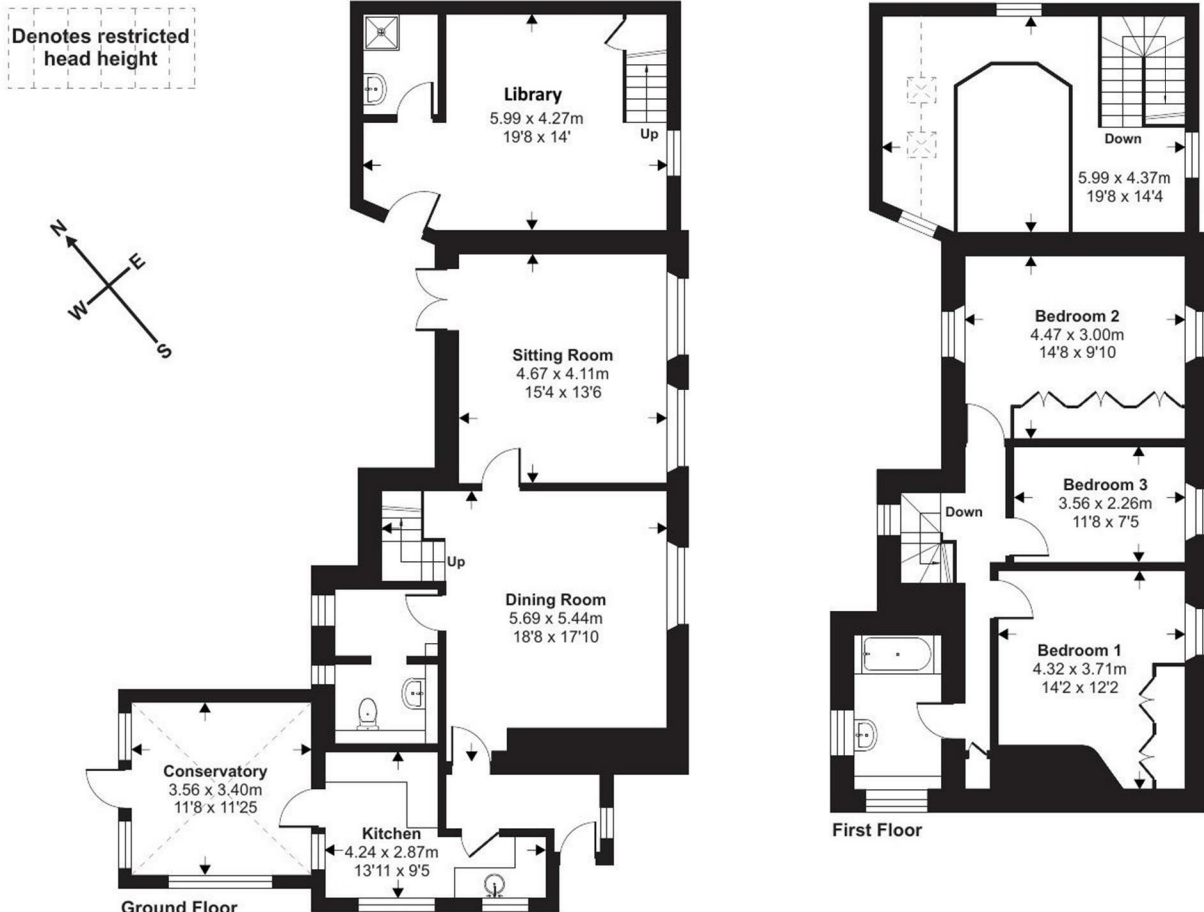 Denotes restricted
head height
N
E
W
S
Library
5.99 x 4.27m
19'8 x 14'
Up
Sitting Room
4.67 x 4.11m
15'4 x 13'6
Up
Dining Room
5.69 x 5.44m
18'8 x 17'10
Conservatory
3.56 x 3.40m
11'8 x 11'25
Kitchen
4.24 x 2.87m
13'11 x 9'5
Ground Floor
Down
5.99 x 4.37m
19'8 x 14'4
Bedroom 2
4.47 x 3.00m
14'8 x 9'10
Bedroom 3
3.56 x 2.26m
11'8 x 7'5
Down
Bedroom 1
4.32 x 3.71m
14'2 x 12'2
First Floor